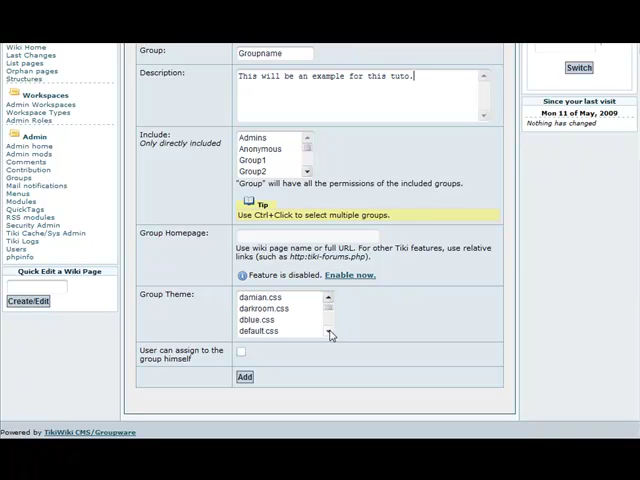 Wiki Home
Last Changes
List pages
Orphan pages
Structures
Workspaces
Admin Workspaces
Workspace Types
Admin Roles
Admin
Admin home
Admin mods
Comments
Contribution
Groups
Mail notifications
Menus
Modules
QuickTags
RSS modules
Security Admin
Tiki Cache/Sys Admin
Tiki Logs
Users
phpinfo
Quick Edit a Wiki Page
Create/Edit
Group:
Groupname
Description:
This will be an example for this tuto.
Include:
Only directly included
Admins
Anonymous
Group1
Group2
"Group" will have all the permissions of the included groups.
Tip
Use Ctrl+Click to select multiple groups.
Group Homepage:
Use wiki page name or full URL. For other Tiki features, use relative
links (such as http:tiki-forums.php).
Feature is disabled. Enable now.
Group Theme:
damian.css
darkroom.css
dblue.css
default.css
User can assign to the
group himself
Add
Switch
Since your last visit
Mon 11 of May, 2009
Nothing has changed
Powered by TikiWiki CMS/Groupware